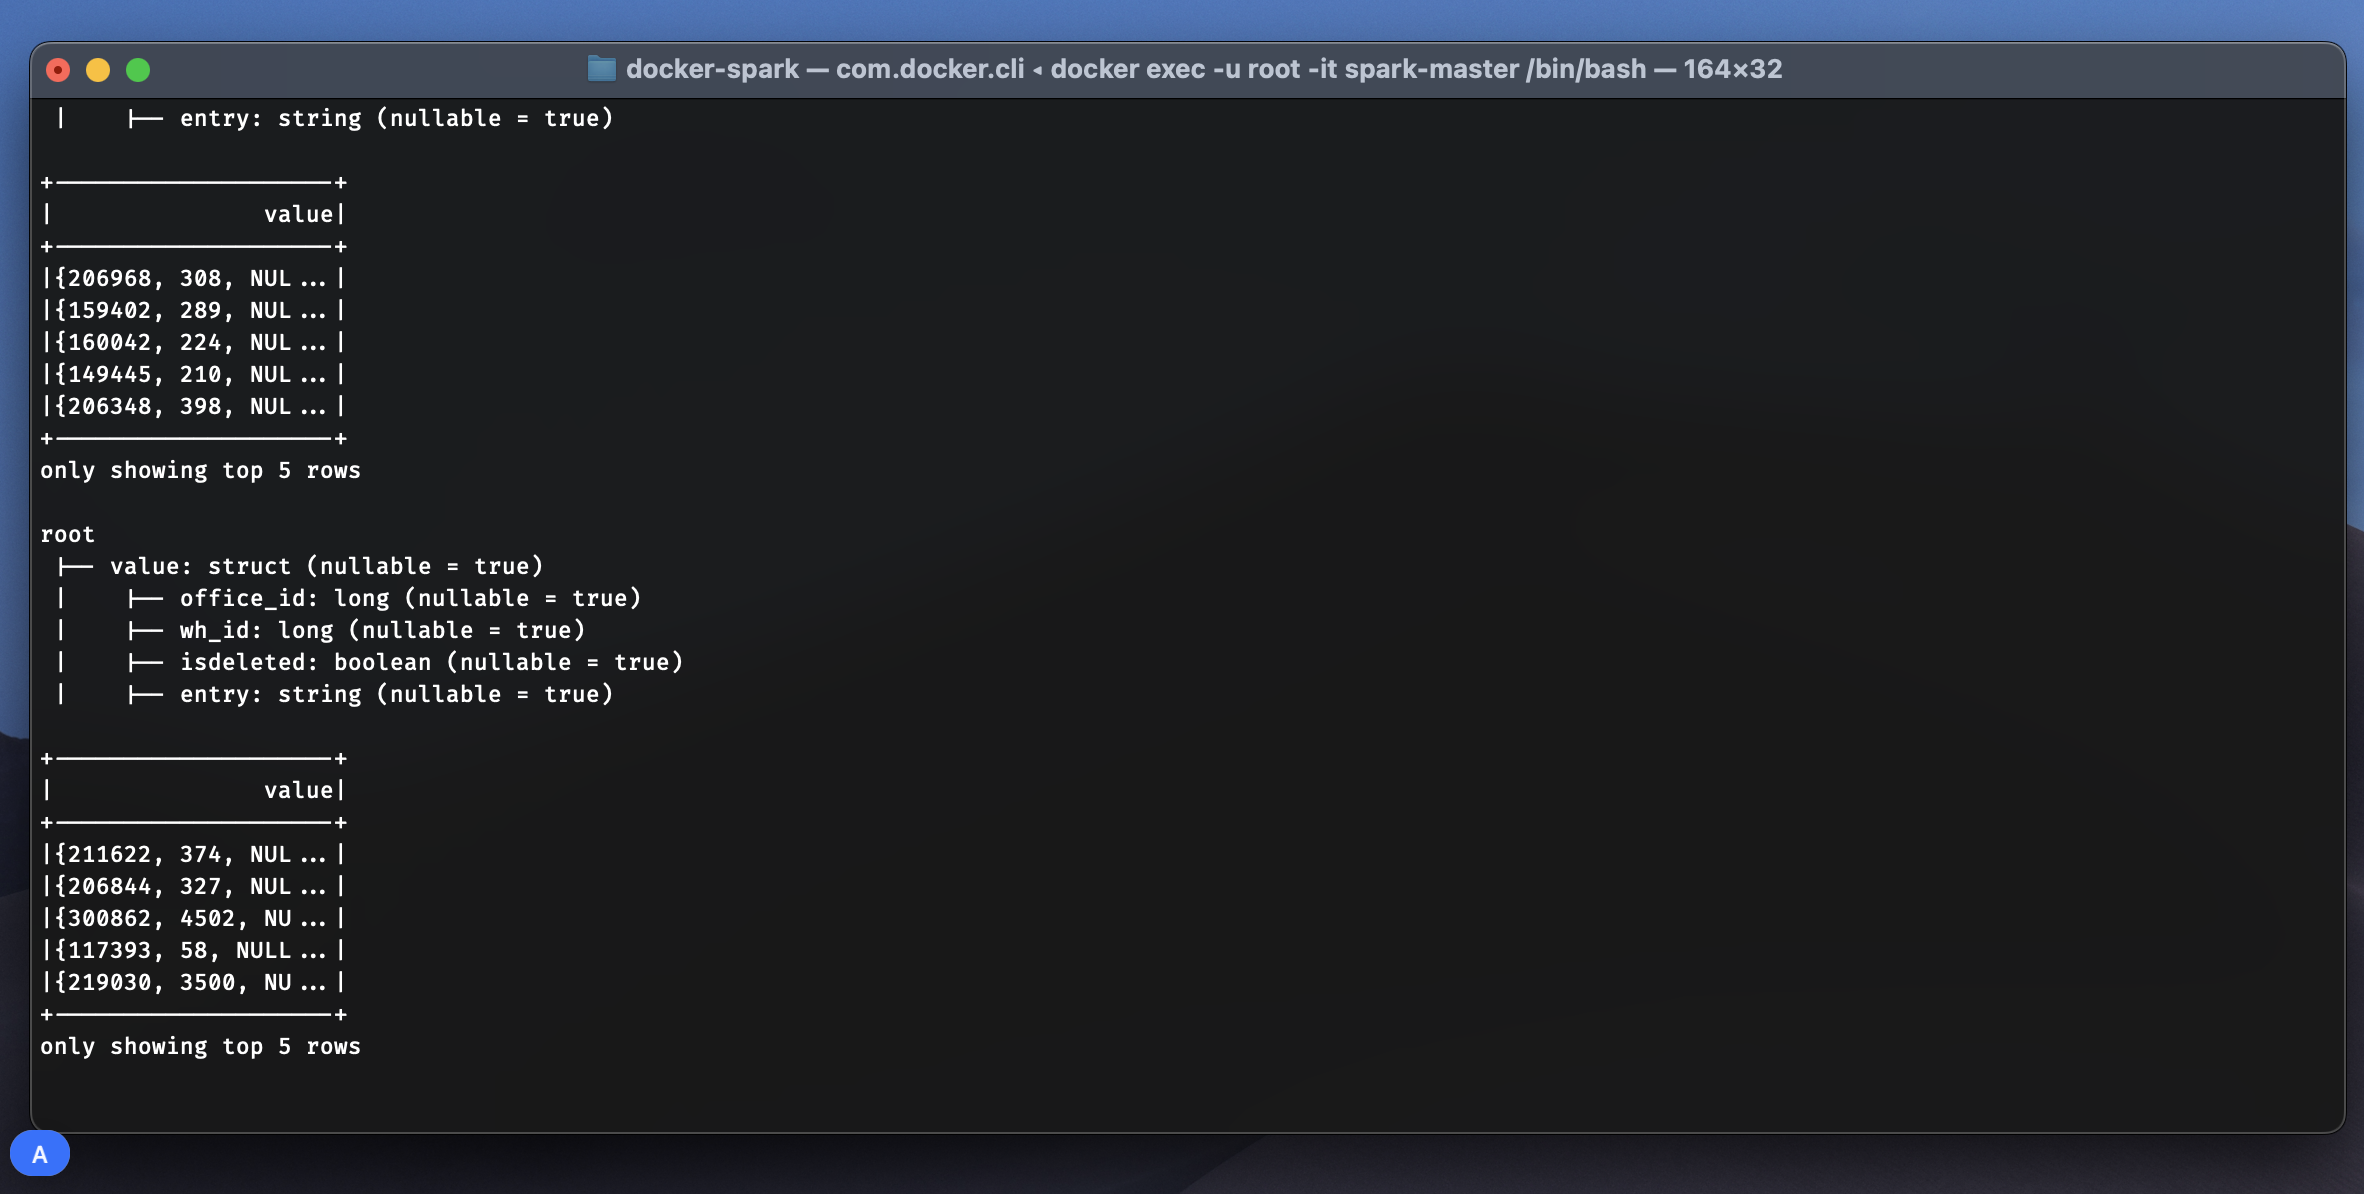 docker-spark — com.docker.cli ◂ docker exec -u root -it spark-master /bin/bash — 164×32
 |    |-- entry: string (nullable = true)
+--------------------+
|               value|
+--------------------+
|{206968, 308, NUL...|
|{159402, 289, NUL...|
|{160042, 224, NUL...|
|{149445, 210, NUL...|
|{206348, 398, NUL...|
+--------------------+
only showing top 5 rows
root
 |-- value: struct (nullable = true)
 |    |-- office_id: long (nullable = true)
 |    |-- wh_id: long (nullable = true)
 |    |-- isdeleted: boolean (nullable = true)
 |    |-- entry: string (nullable = true)
+--------------------+
|               value|
+--------------------+
|{211622, 374, NUL...|
|{206844, 327, NUL...|
|{300862, 4502, NU...|
|{117393, 58, NULL...|
|{219030, 3500, NU...|
+--------------------+
only showing top 5 rows
A